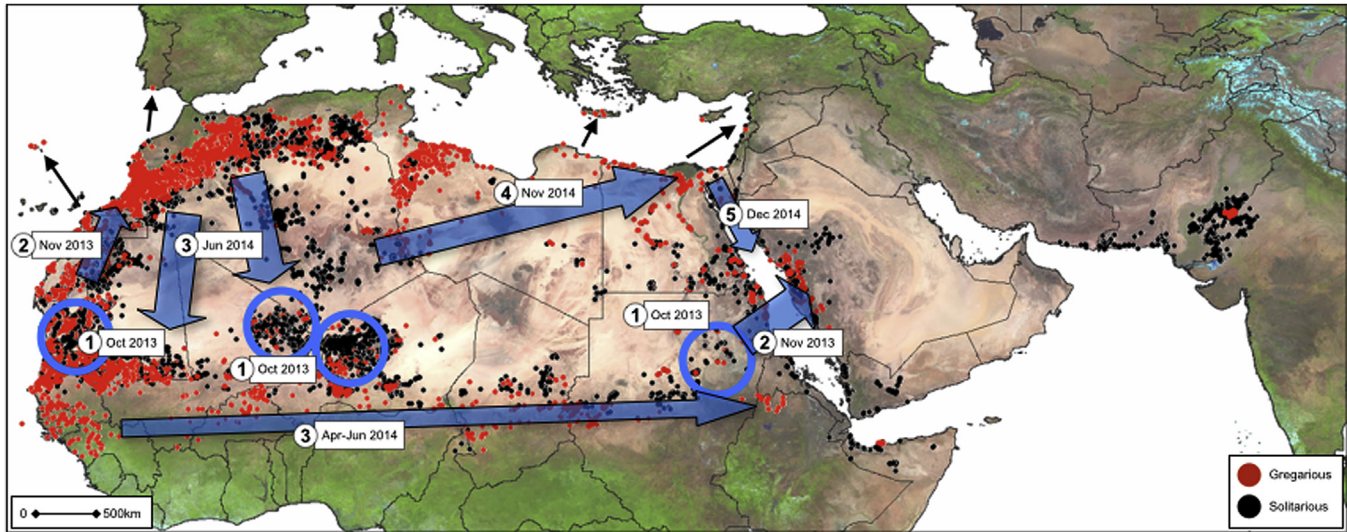 4 Nov 2014
5 Dec 2014
2 Nov 2013
3 Jun 2014
1 Oct 2013
1 Oct 2013
1 Oct 2013
2 Nov 2013
3 Apr-Jun 2014
Gregarious
Solitarious
0 500km